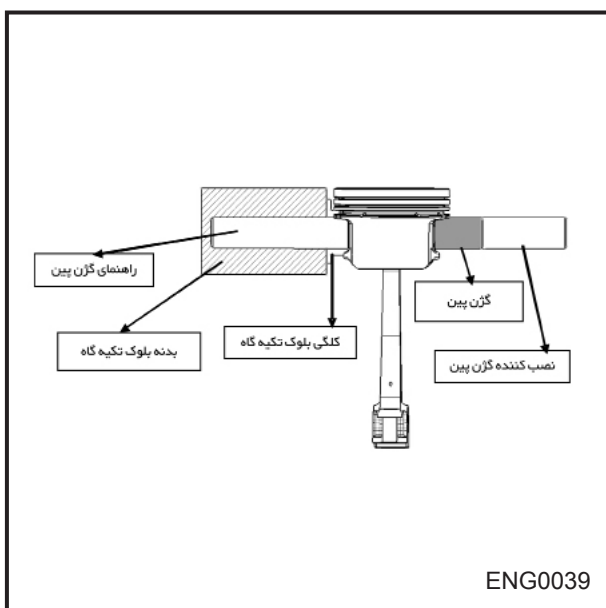 راهنمای گژن پین
گژن پین
بدنه بلوک تکیه گاه
کلگی بلوک تکیه گاه
نصب کننده گژن پین
ENG0039